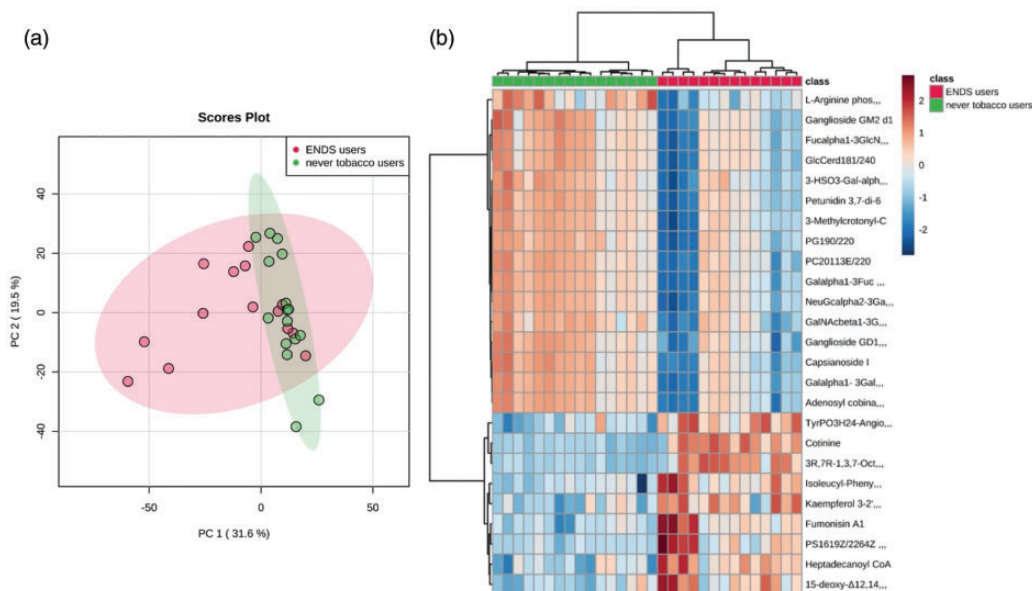 (a)
Scores Plot
ENDS users
never tobacco users
40
20
0
-20
-40
PC 2 ( 19.5 %)
-50
0
50
PC 1 ( 31.6 %)
(b)
class
L-Arginine phos,,,
Ganglioside GM2 d1
Fucalpha1-3GlcN,,,
GlcCerd181/240
3-HSO3-Gal-alph,,,
Petunidin 3,7-di-6
3-Methylcrotonyl-C
PG190/220
PC20113E/220
Galalpha1-3Fuc ,,,
NeuGcalpha2-3Ga,,,
GalNAcbeta1-3G,,,
Ganglioside GD1,,,
Capsianoside I
Galalpha1- 3Gal,,,
Adenosyl cobina,,,
TyrPO3H24-Angio,,,
Cotinine
3R,7R-1,3,7-Oct,,,
Isoleucyl-Pheny,,,
Kaempferol 3-2',,,
Fumonisin A1
PS1619Z/2264Z ,,,
Heptadecanoyl CoA
15-deoxy-Δ12,14,,,
2
1
0
-1
-2
class
ENDS users
never tobacco users